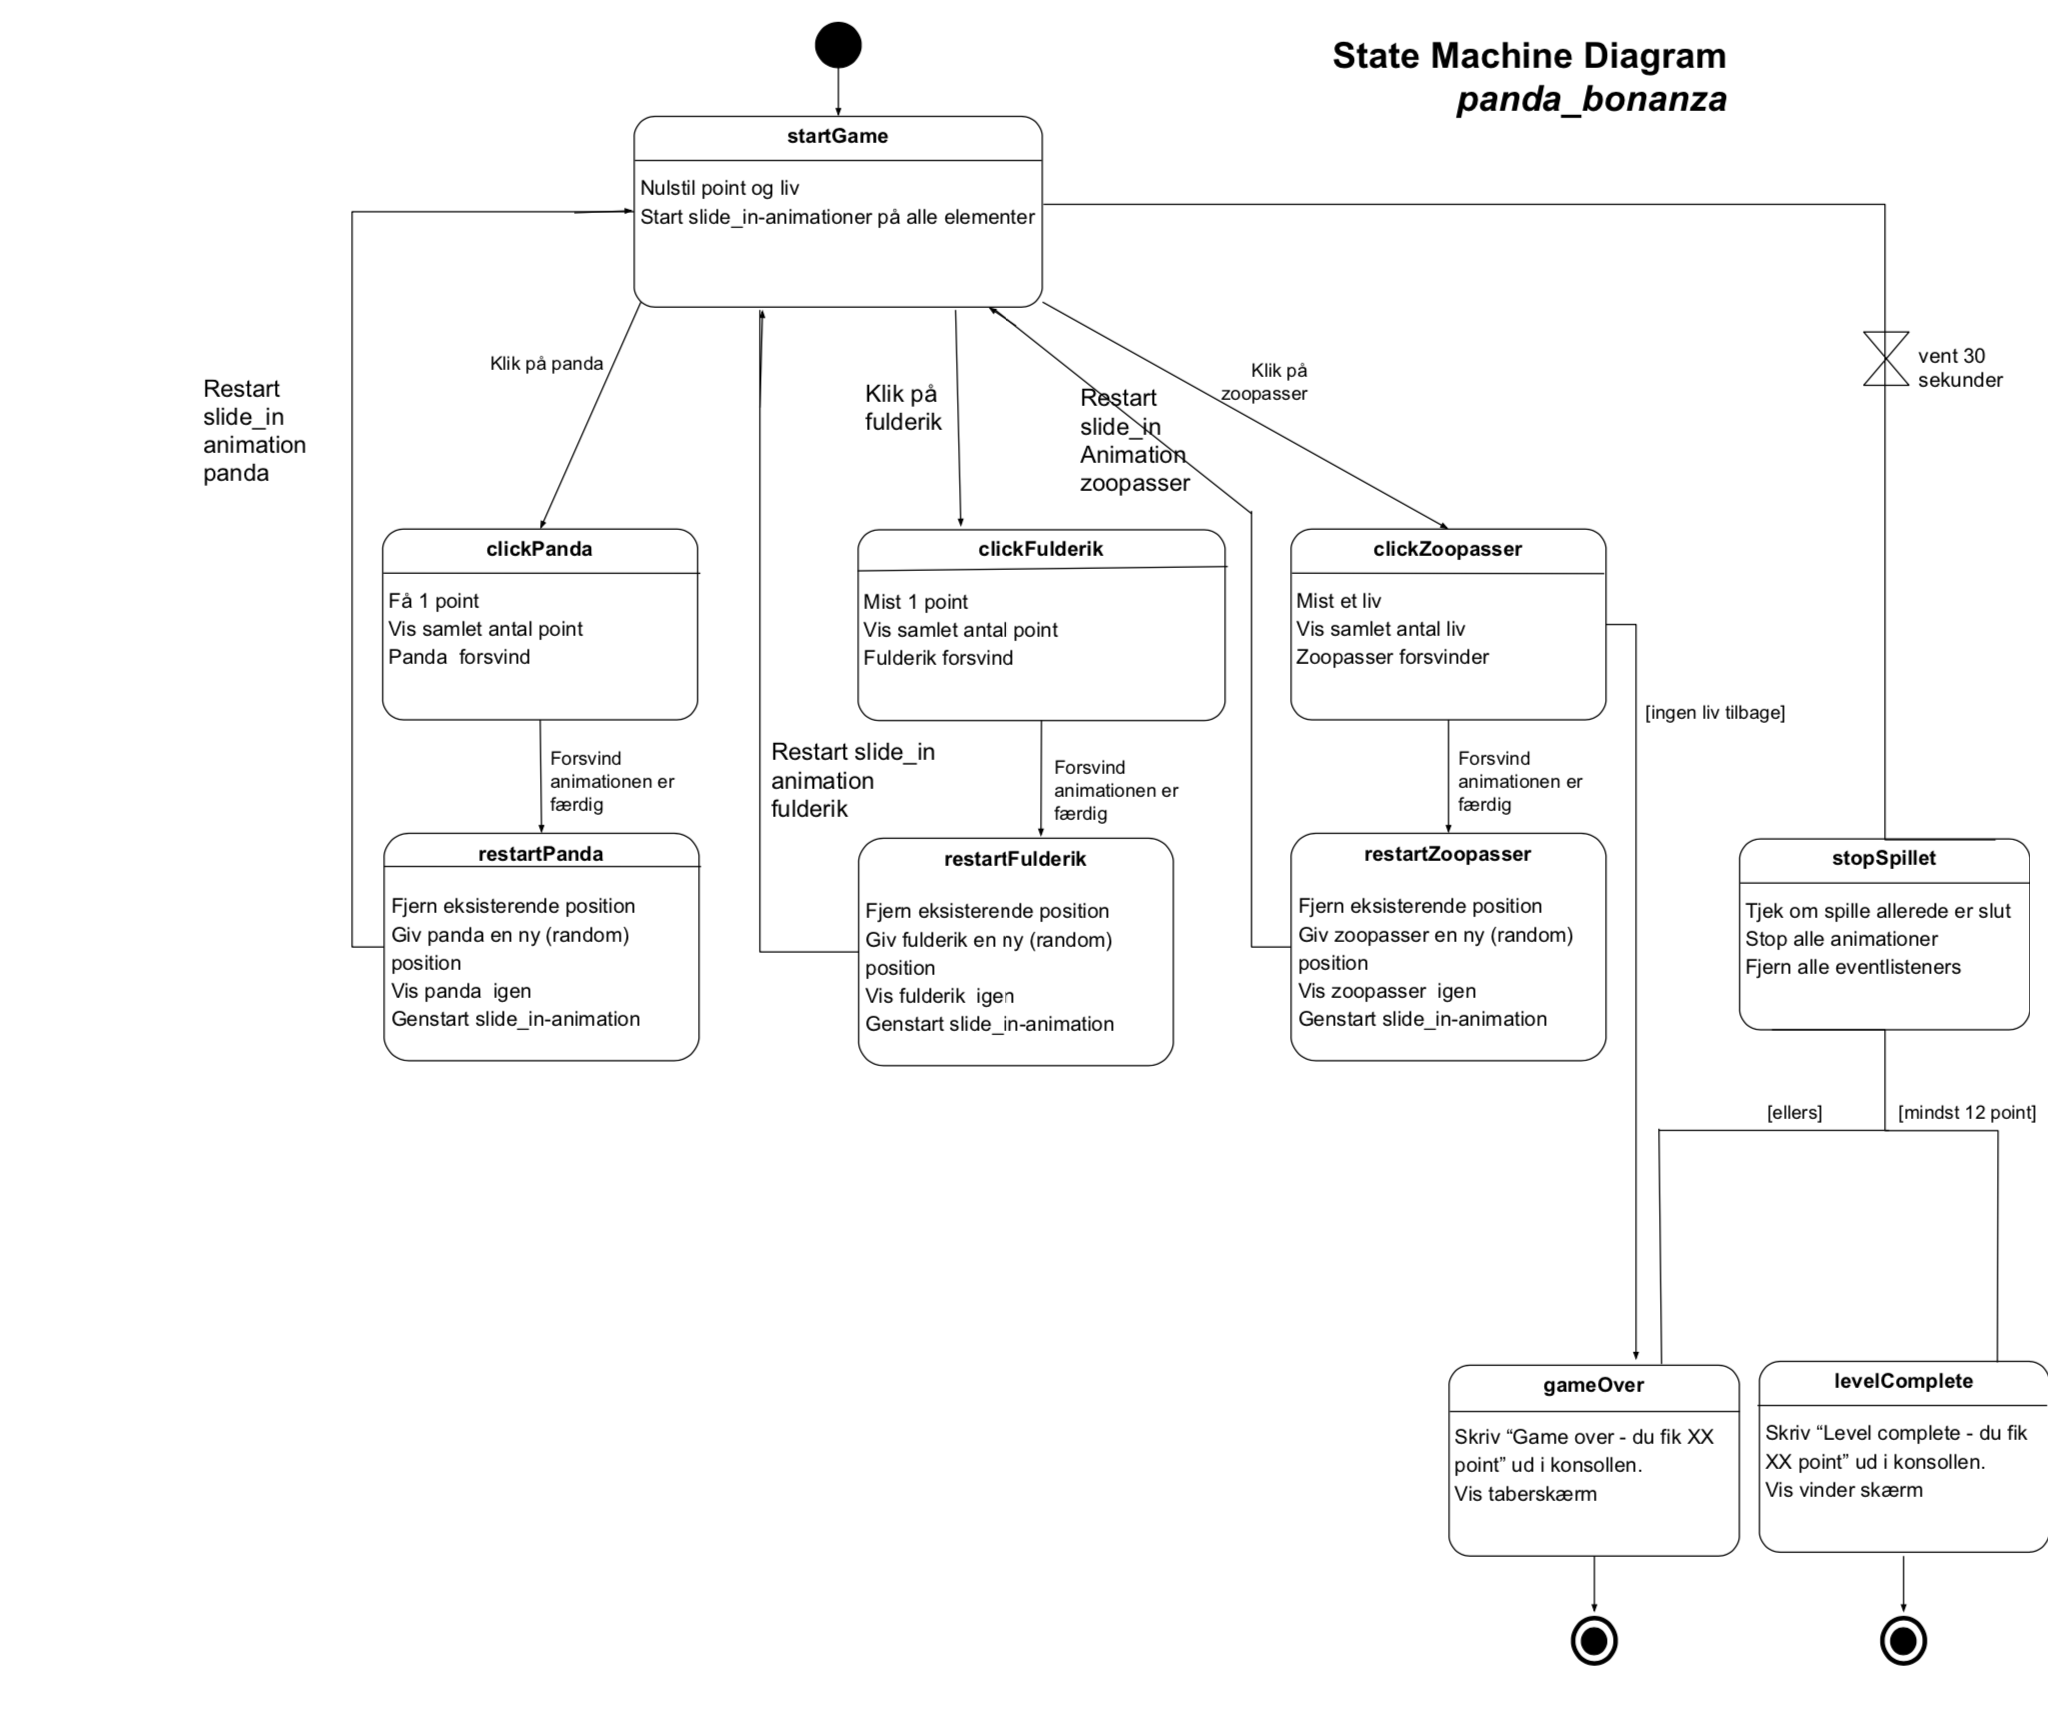 State Machine Diagram
panda_bonanza
startGame
Nulstil point og liv
Start slide_in-animationer på alle elementer
Klik på panda
Restart
slide_in
animation
panda
Klik på
fulderik
Restart
slide_in
Animation
zoopasser
Klik på
zoopasser
vent 30
sekunder
clickPanda
Få 1 point
Vis samlet antal point
Panda  forsvind
clickFulderik
Mist 1 point
Vis samlet antal point
Fulderik forsvind
clickZoopasser
Mist et liv
Vis samlet antal liv
Zoopasser forsvinder
[ingen liv tilbage]
Forsvind
animationen er
færdig
Restart slide_in
animation
fulderik
Forsvind
animationen er
færdig
Forsvind
animationen er
færdig
restartPanda
Fjern eksisterende position
Giv panda en ny (random)
position
Vis panda  igen
Genstart slide_in-animation
restartFulderik
Fjern eksisterende position
Giv fulderik en ny (random)
position
Vis fulderik  igen
Genstart slide_in-animation
restartZoopasser
Fjern eksisterende position
Giv zoopasser en ny (random)
position
Vis zoopasser  igen
Genstart slide_in-animation
stopSpillet
Tjek om spille allerede er slut
Stop alle animationer
Fjern alle eventlisteners
[ellers]
[mindst 12 point]
gameOver
Skriv “Game over - du fik XX
point” ud i konsollen.
Vis taberskærm
levelComplete
Skriv “Level complete - du fik
XX point” ud i konsollen.
Vis vinder skærm